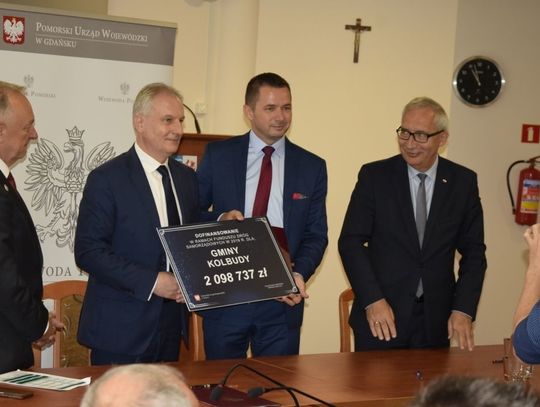 POMORSKI URZĄD WOJEWÓDZKI
W GDAŃSKU
DOFINANSOWANIE
W RAMACH FUNDUSZU DRÓG
SAMORZĄDOWYCH W 2019 R. DLA
GMINY
KOLBUDY
2 098 737 zł